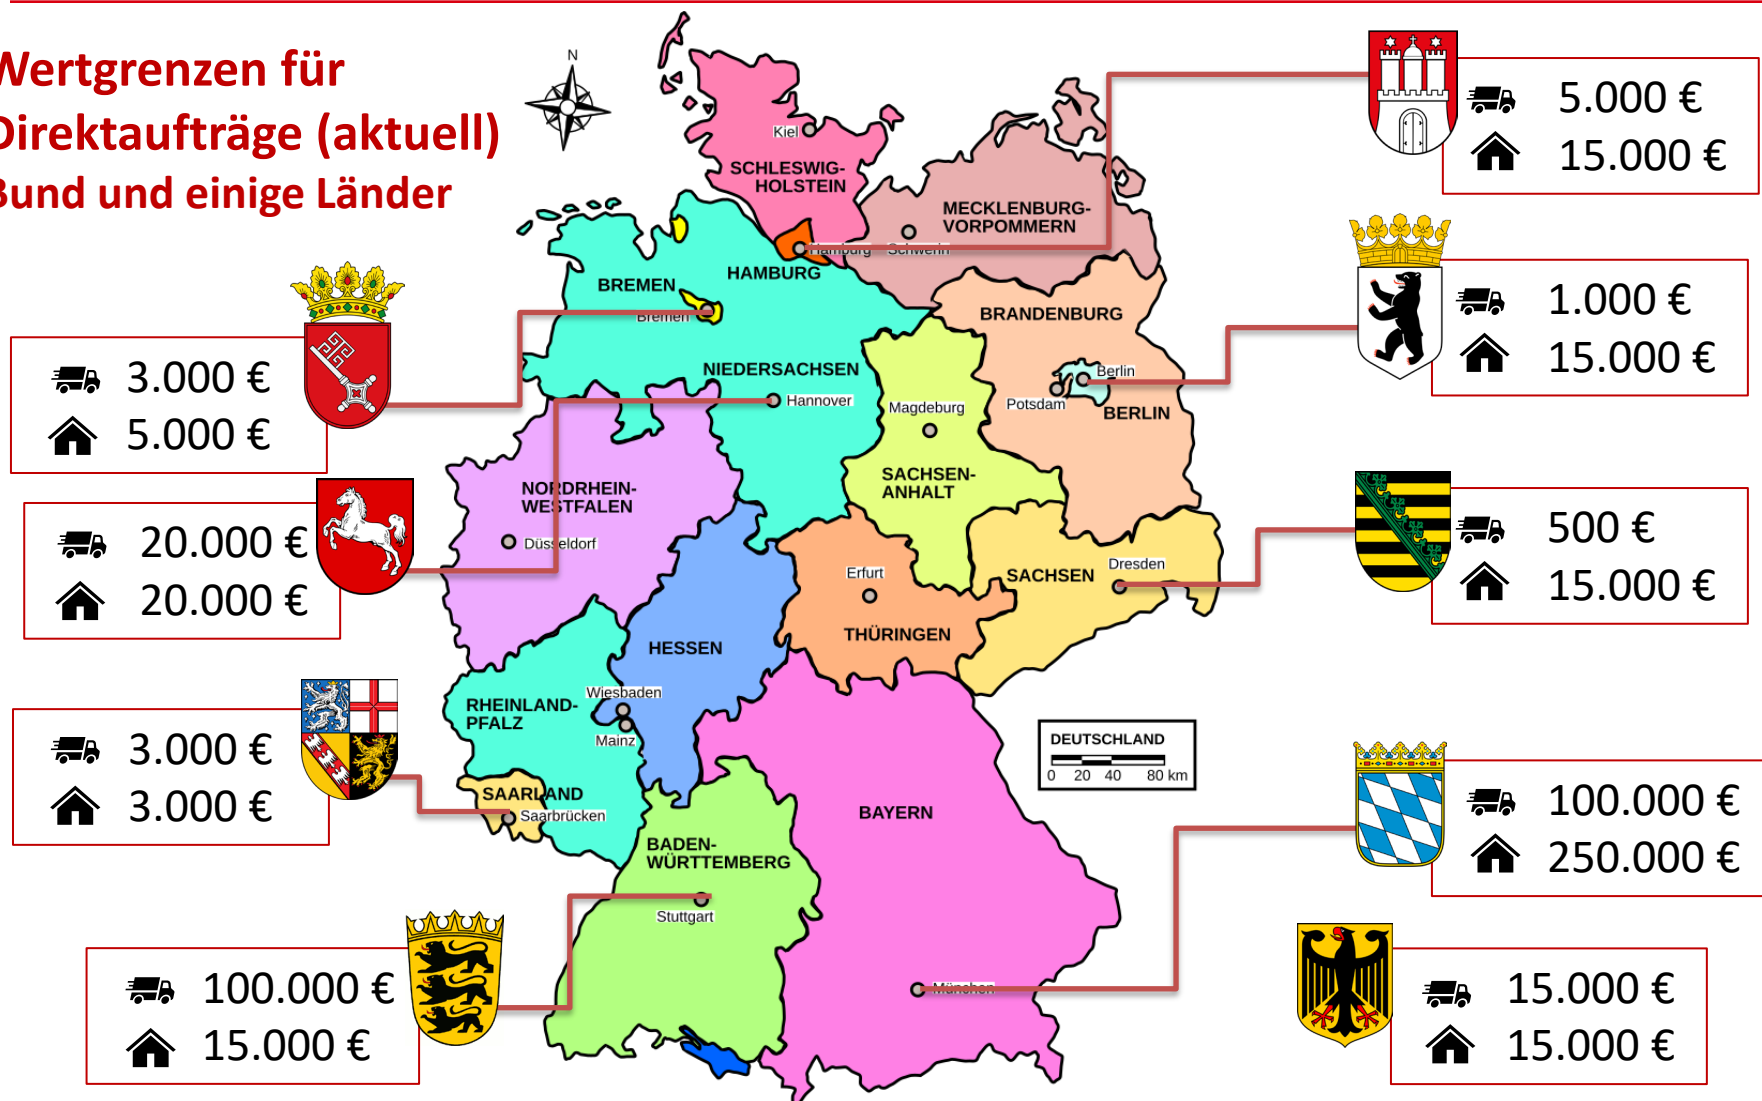 Wertgrenzen für
Direktaufträge (aktuell)
Bund und einige Länder
N
Kiel
SCHLESWIG-
HOLSTEIN
MECKLENBURG-
VORPOMMERN
Hamburg
Schwerin
HAMBURG
BREMEN
Bremen
BRANDENBURG
NIEDERSACHSEN
Hannover
Magdeburg
Berlin
Potsdam
BERLIN
SACHSEN-
ANHALT
NORDRHEIN-
WESTFALEN
Düsseldorf
Erfurt
Dresden
SACHSEN
THÜRINGEN
HESSEN
Wiesbaden
Mainz
RHEINLAND-
PFALZ
SAARLAND
Saarbrücken
BADEN-
WÜRTTEMBERG
Stuttgart
BAYERN
München
DEUTSCHLAND
0 20 40 80 km
3.000 €
5.000 €
20.000 €
20.000 €
3.000 €
3.000 €
100.000 €
15.000 €
5.000 €
15.000 €
1.000 €
15.000 €
500 €
15.000 €
100.000 €
250.000 €
15.000 €
15.000 €